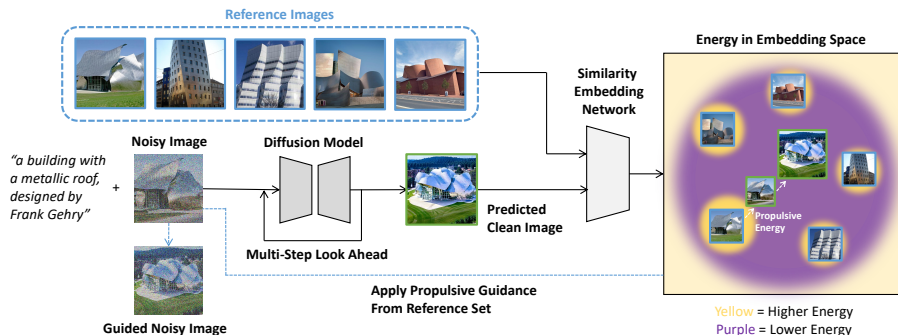 Reference Images
Energy in Embedding Space
Similarity
Embedding
Network
Noisy Image
Diffusion Model
“a building with
a metallic roof,
designed by
Frank Gehry”
+
Predicted
Clean Image
Propulsive
Energy
Multi-Step Look Ahead
Apply Propulsive Guidance
From Reference Set
Guided Noisy Image
Yellow = Higher Energy
Purple = Lower Energy